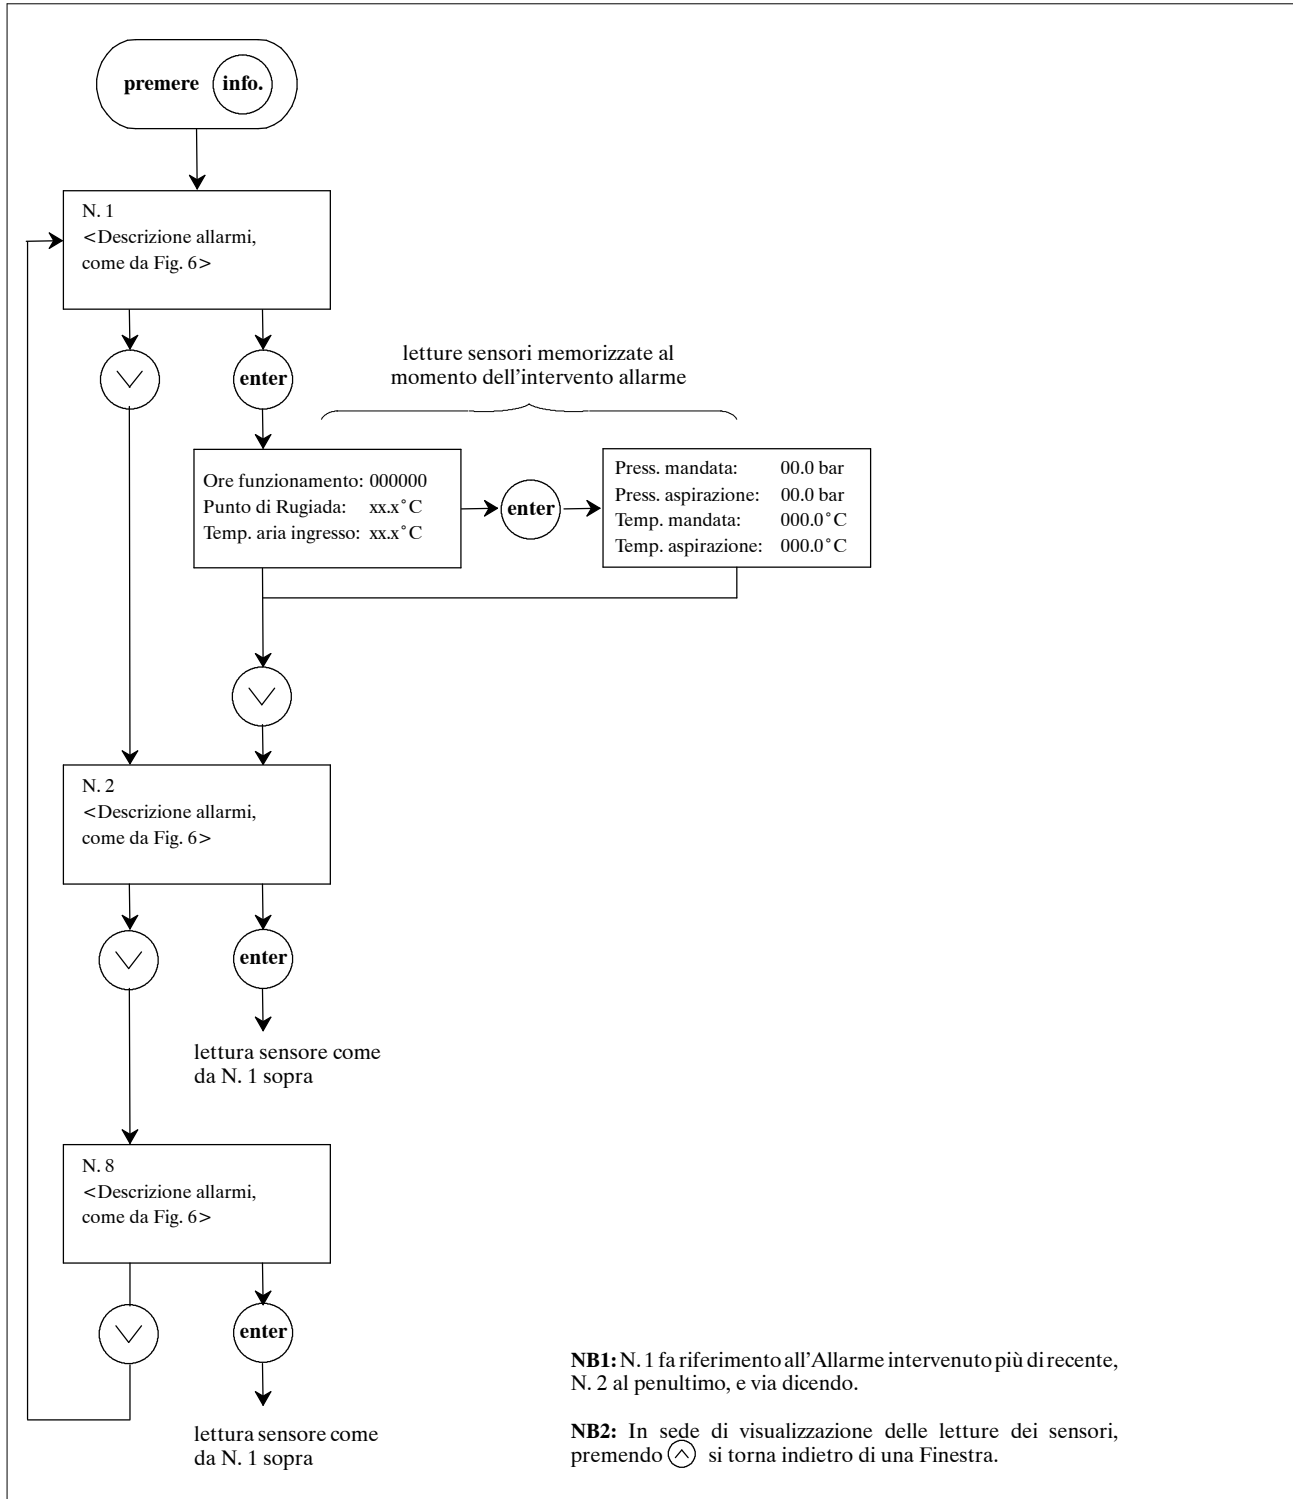 premere info.
N. 1
<Descrizione allarmi,
come da Fig. 6>
enter
letture sensori memorizzate al
momento dell'intervento allarme
Ore funzionamento: 000000
Punto di Rugiada: xx.x°C
Temp. aria ingresso: xx.x°C
enter
Press. mandata: 00.0 bar
Press. aspirazione: 00.0 bar
Temp. mandata: 000.0°C
Temp. aspirazione: 000.0°C
N. 2
<Descrizione allarmi,
come da Fig. 6>
enter
lettura sensore come
da N. 1 sopra
N. 8
<Descrizione allarmi,
come da Fig. 6>
enter
lettura sensore come
da N. 1 sopra
NB1: N. 1 fa riferimento all'Allarme intervenuto più di recente,
N. 2 al penultimo, e via dicendo.
NB2: In sede di visualizzazione delle letture dei sensori,
premendo si torna indietro di una Finestra.